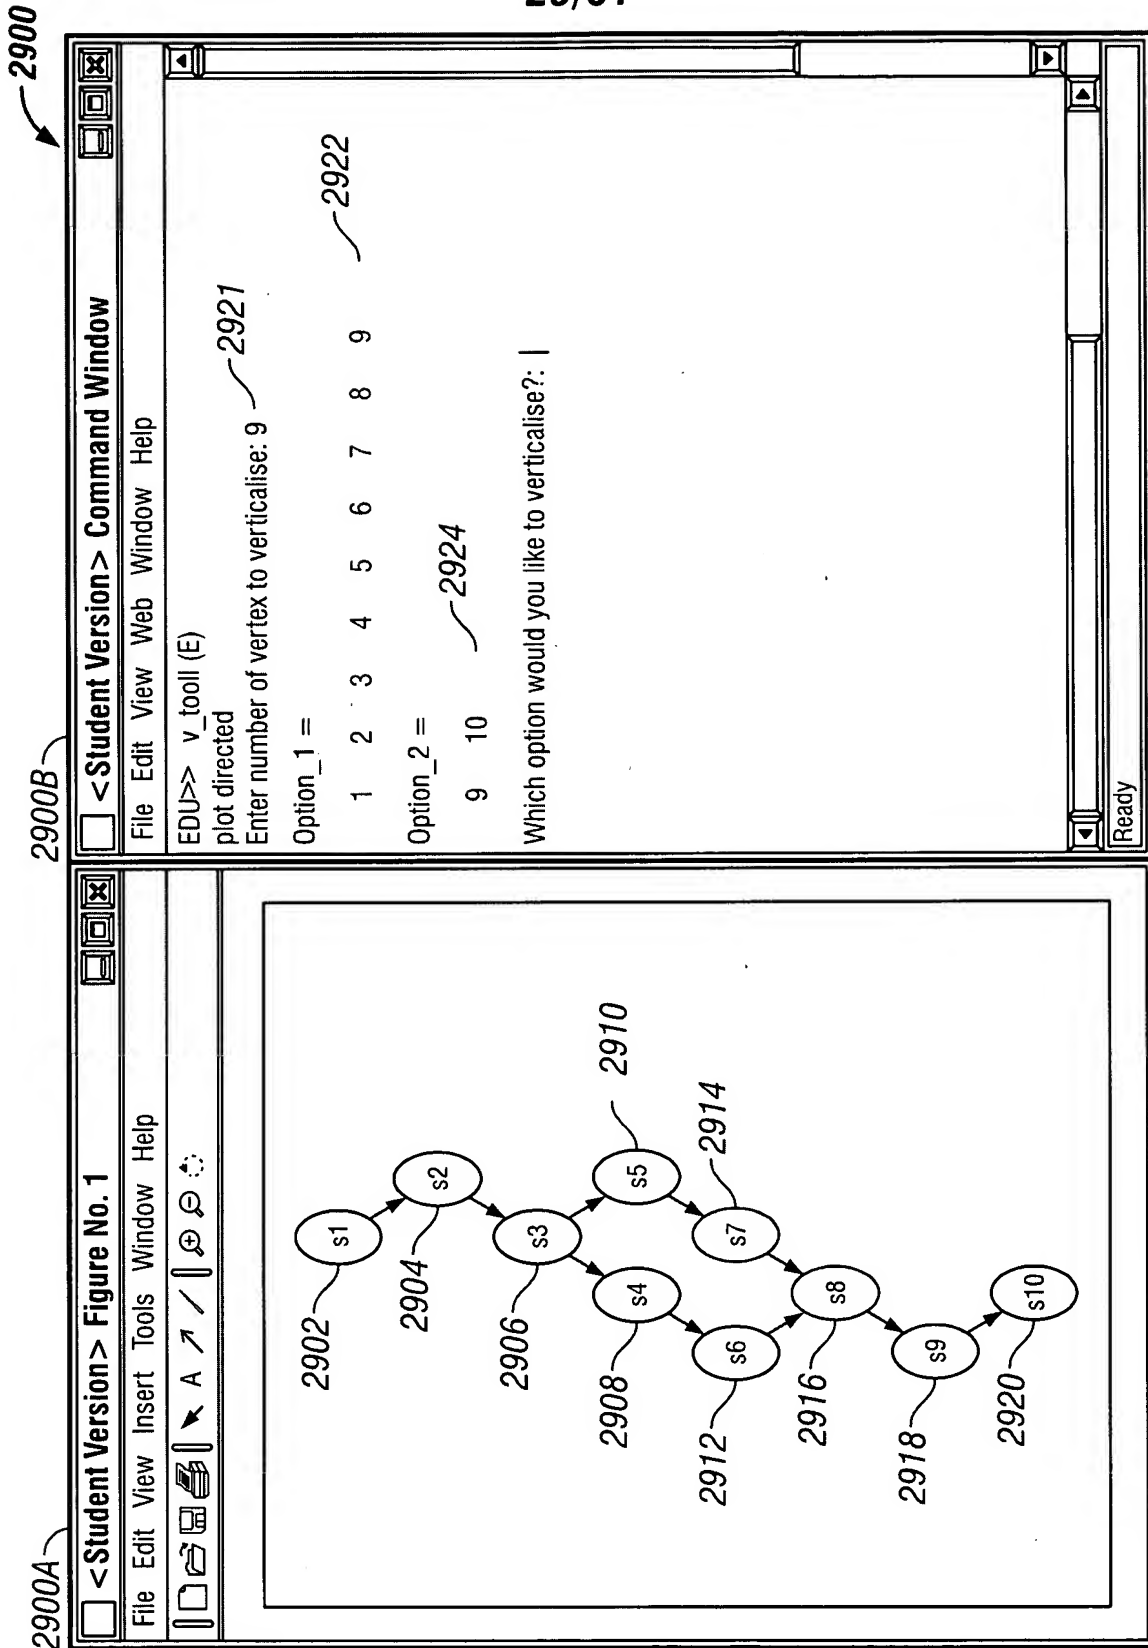 2900
2900A
<Student Version> Figure No. 1
File Edit View Insert Tools Window Help
A
2902
s1
2904
s2
2906
s3
2908
s4
s5
2910
2912
s6
s7
2914
2916
s8
2918
s9
2920
s10
2900B
<Student Version> Command Window
File Edit View Web Window Help
EDU>> v_tooll (E)
plot directed
Enter number of vertex to verticalise: 9
2921
Option_1 =
1 2 3 4 5 6 7 8 9
2922
Option_2 =
9 10
2924
Which option would you like to verticalise?: |
Ready